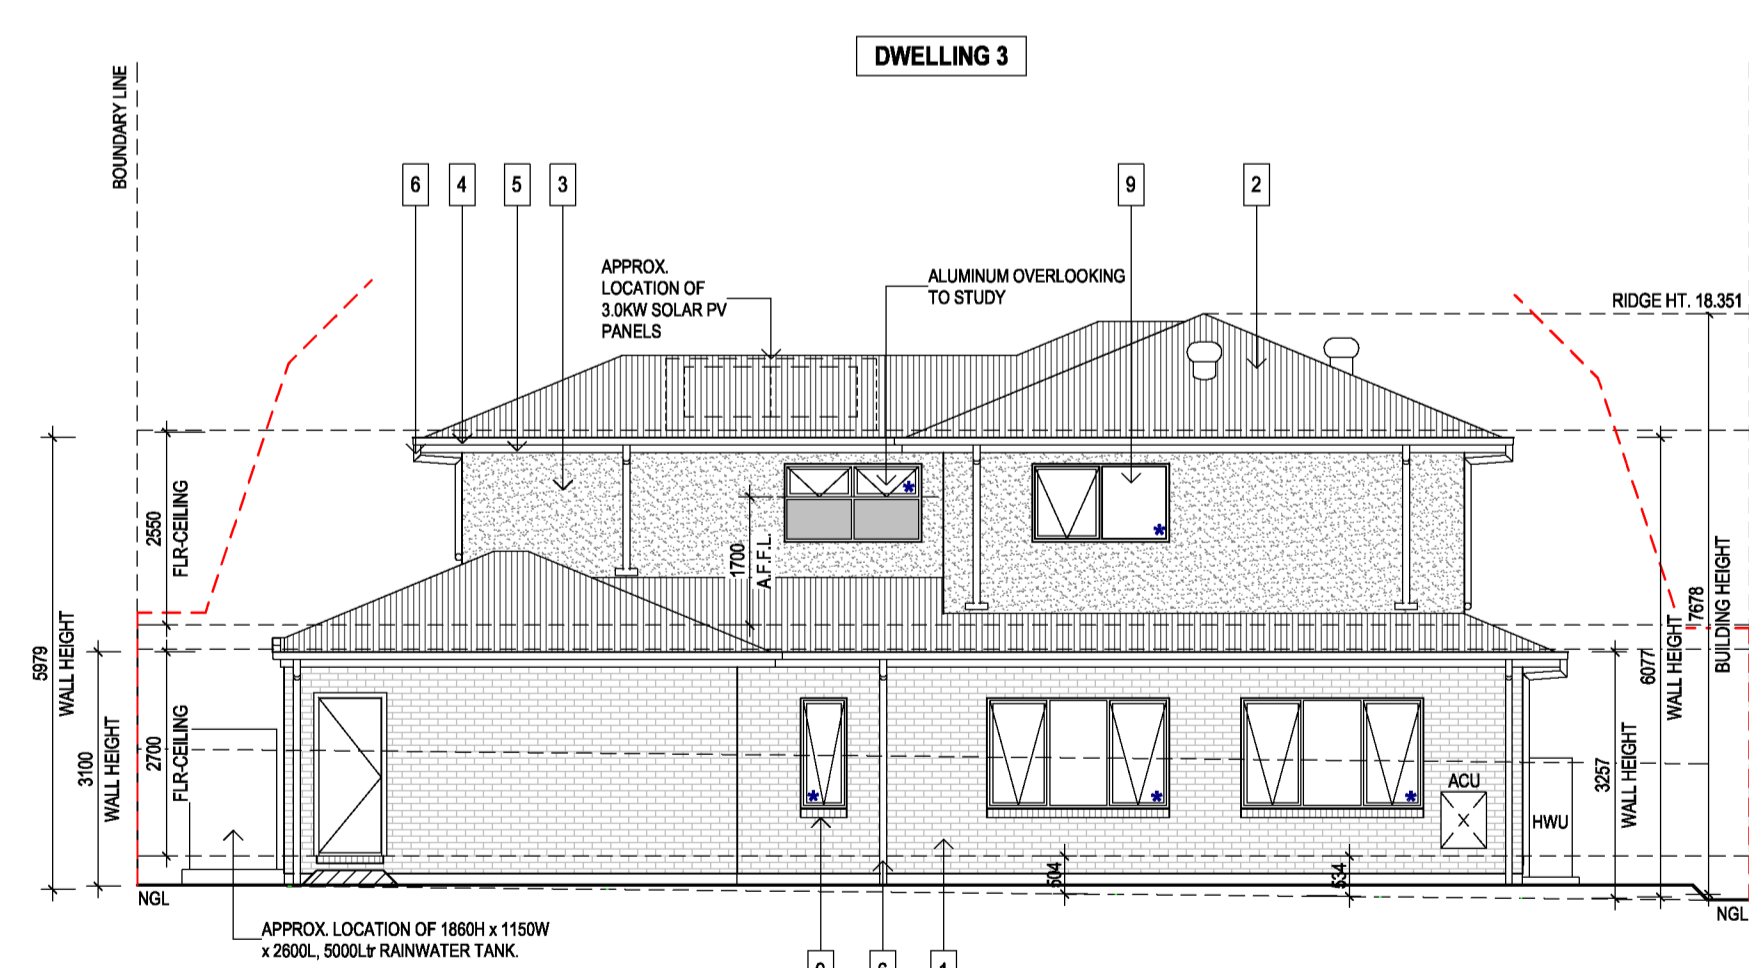 DWELLING 3
BOUNDARY LINE
6
4
5
3
9
2
APPROX.
LOCATION OF
3.0KW SOLAR PV
PANELS
ALUMINUM OVERLOOKING
TO STUDY
RIDGE HT. 18.351
2550
FLR-CEILING
1700
A.F.F.L.
5979
WALL HEIGHT
3100
WALL HEIGHT
2700
FLR-CEILING
7678
BUILDING HEIGHT
6077
WALL HEIGHT
3257
WALL HEIGHT
ACU
HWU
504
534
NGL
NGL
APPROX. LOCATION OF 1860H x 1150W
x 2600L, 5000Ltr RAINWATER TANK.